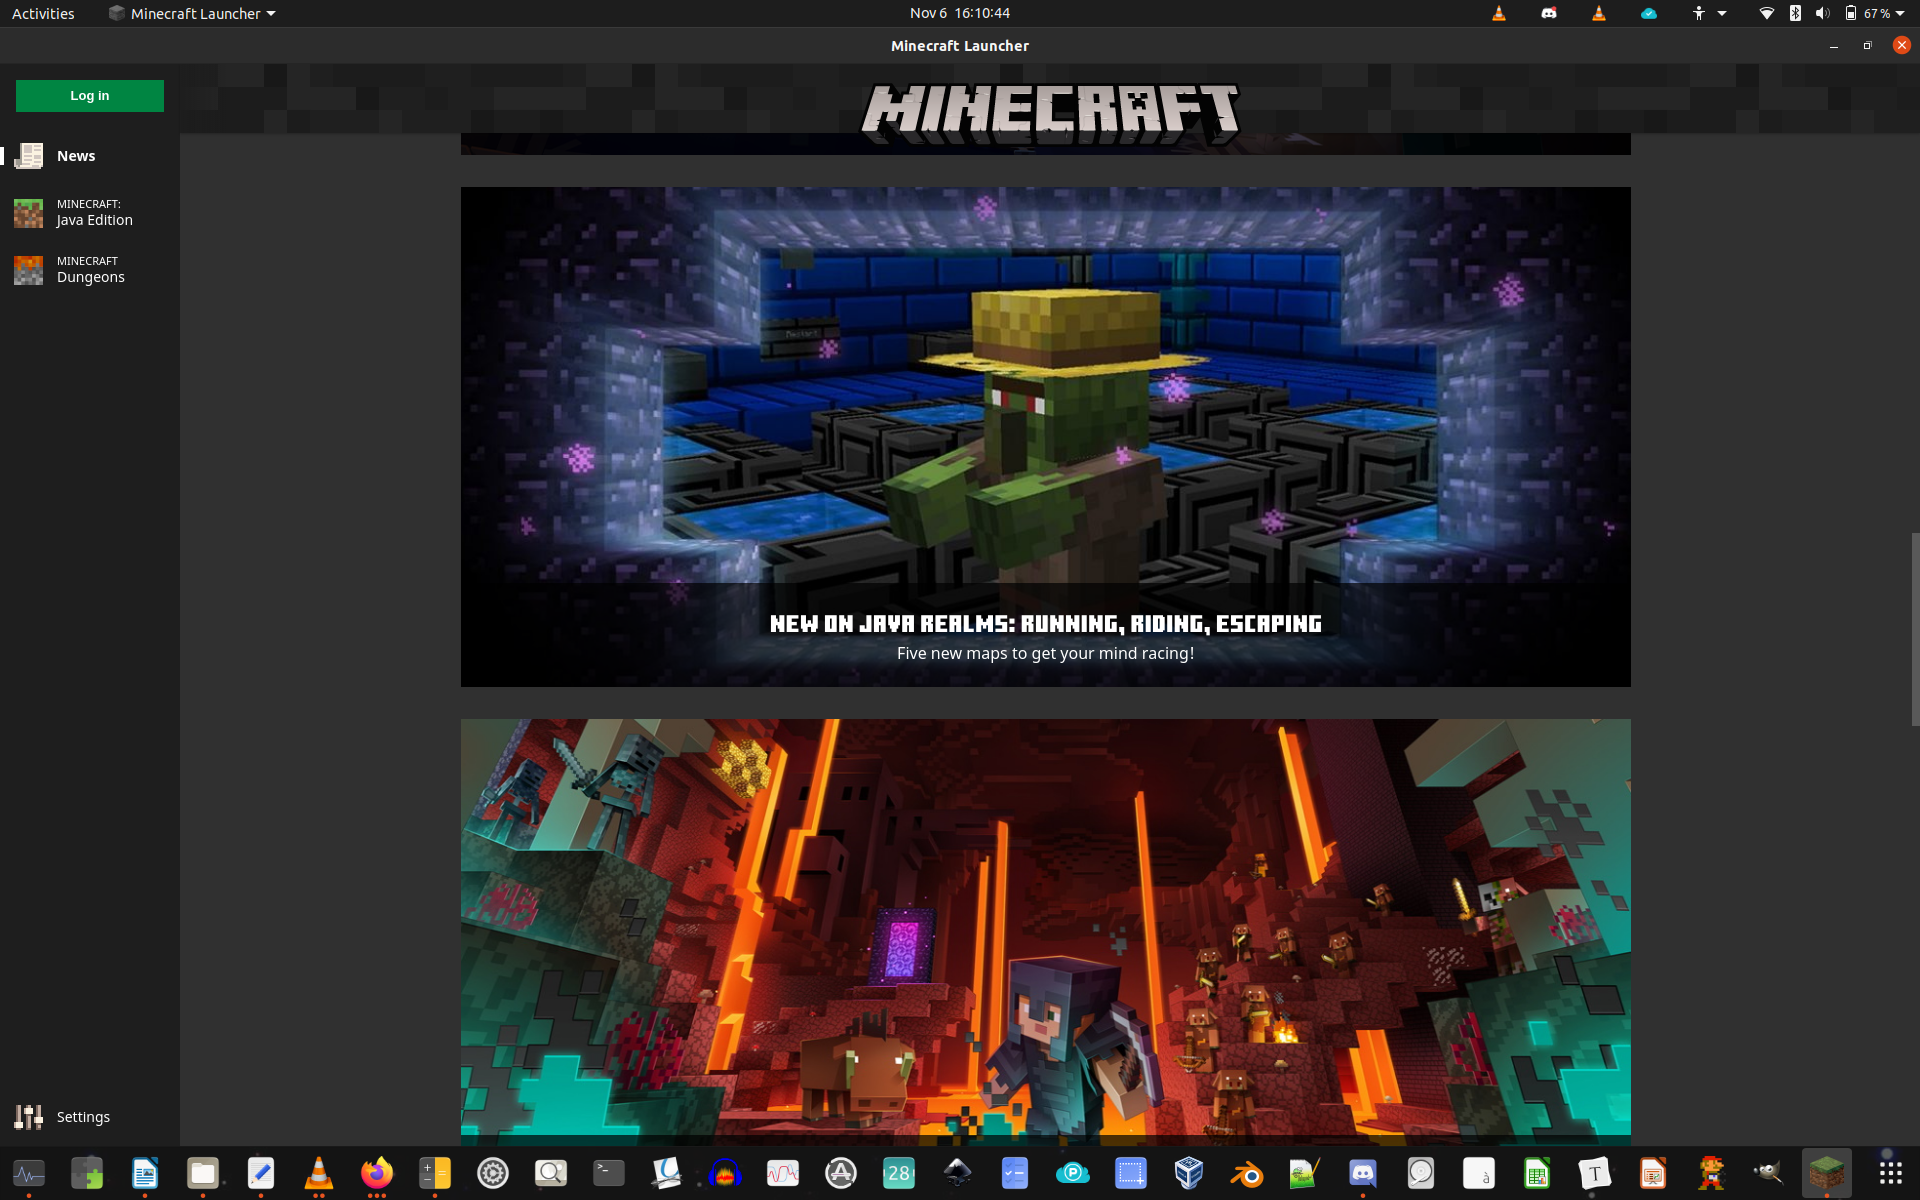 Activities
Minecraft Launcher
Nov 6 16:10:44
67 %
Minecraft Launcher
Log in
MINECRAFT
News
MINECRAFT:
Java Edition
MINECRAFT
Dungeons
NEW ON JAVA REALMS: RUNNING, RIDING, ESCAPING
Five new maps to get your mind racing!
Settings
28
T
à